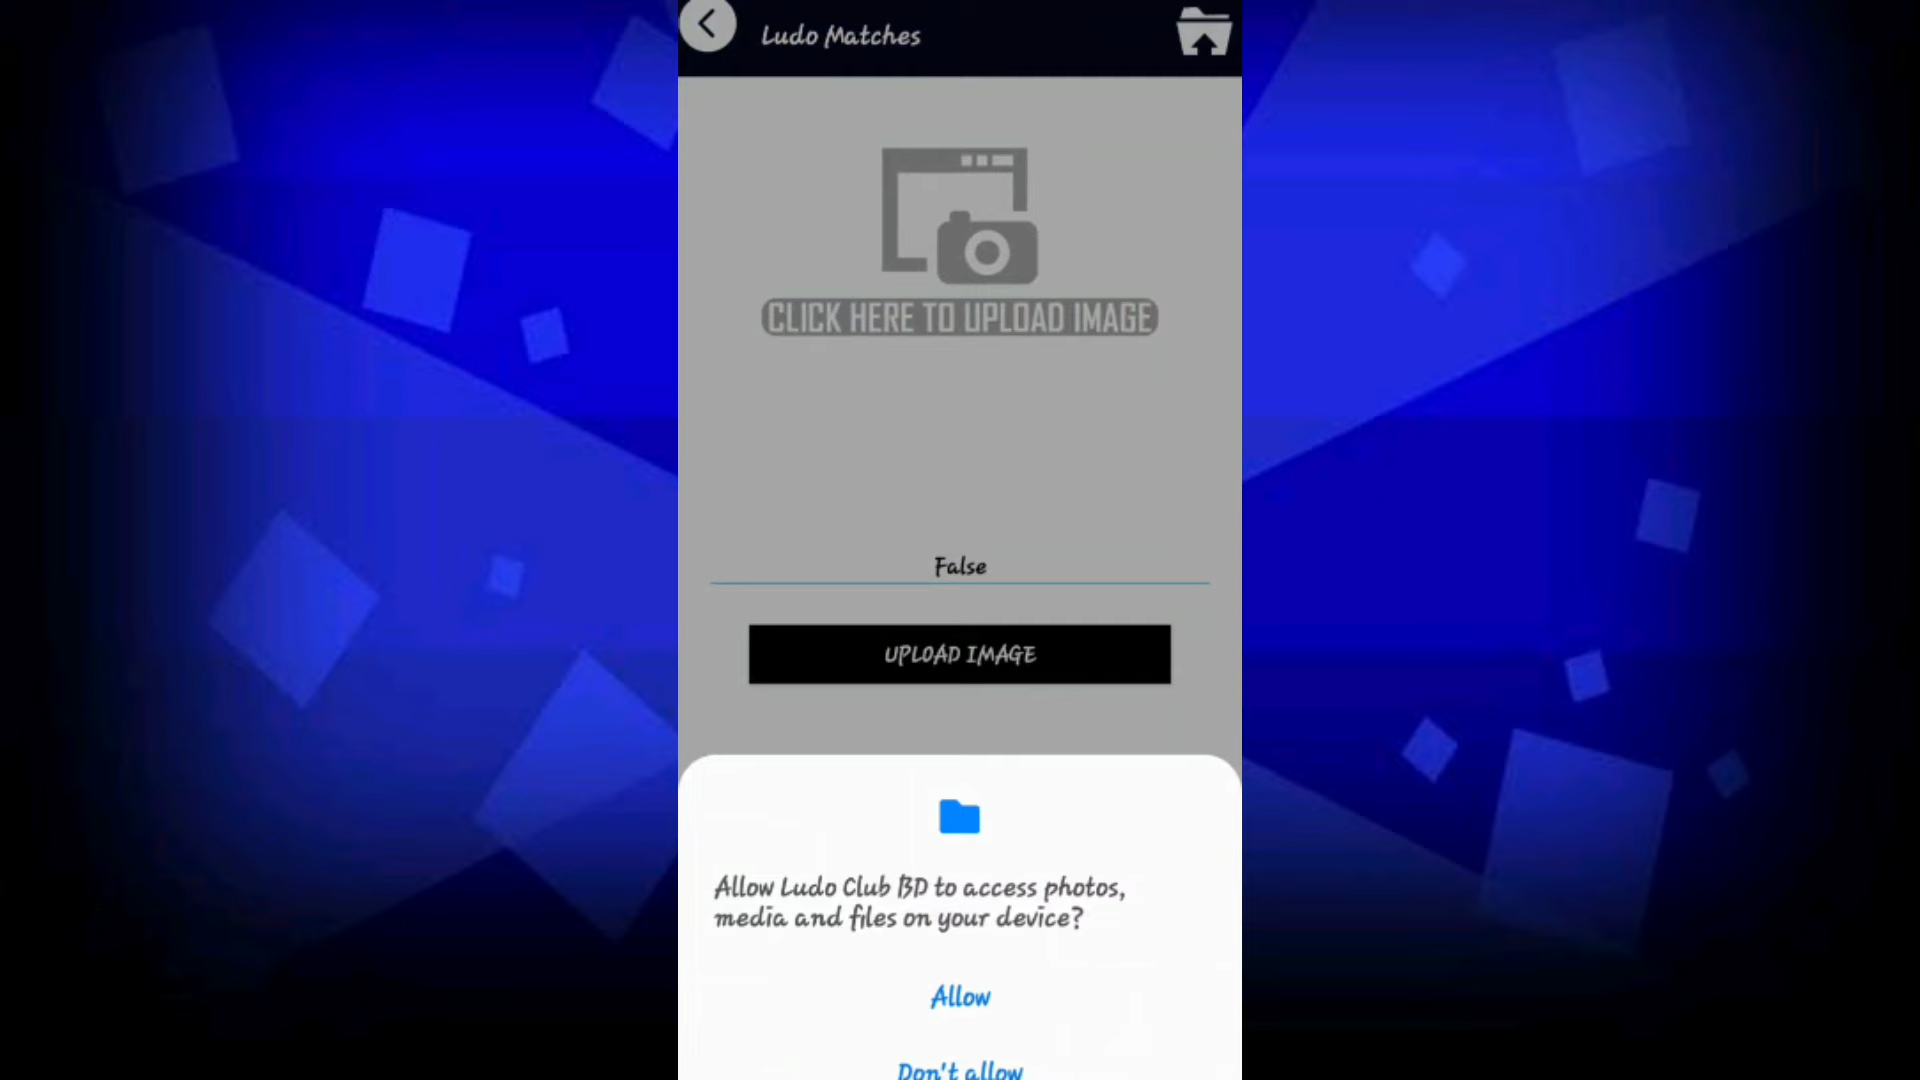 Ludo Matches
CLICK HERE TO UPLOAD IMAGE
False
UPLOAD IMAGE
Allow Ludo Club BD to access photos,
media and files on your device?
Allow
Don't allow